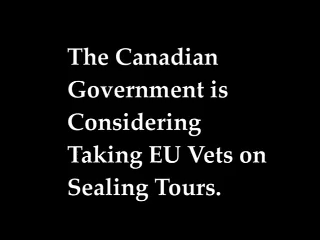 The Canadian
Government is
Considering
Taking EU Vets on
Sealing Tours.